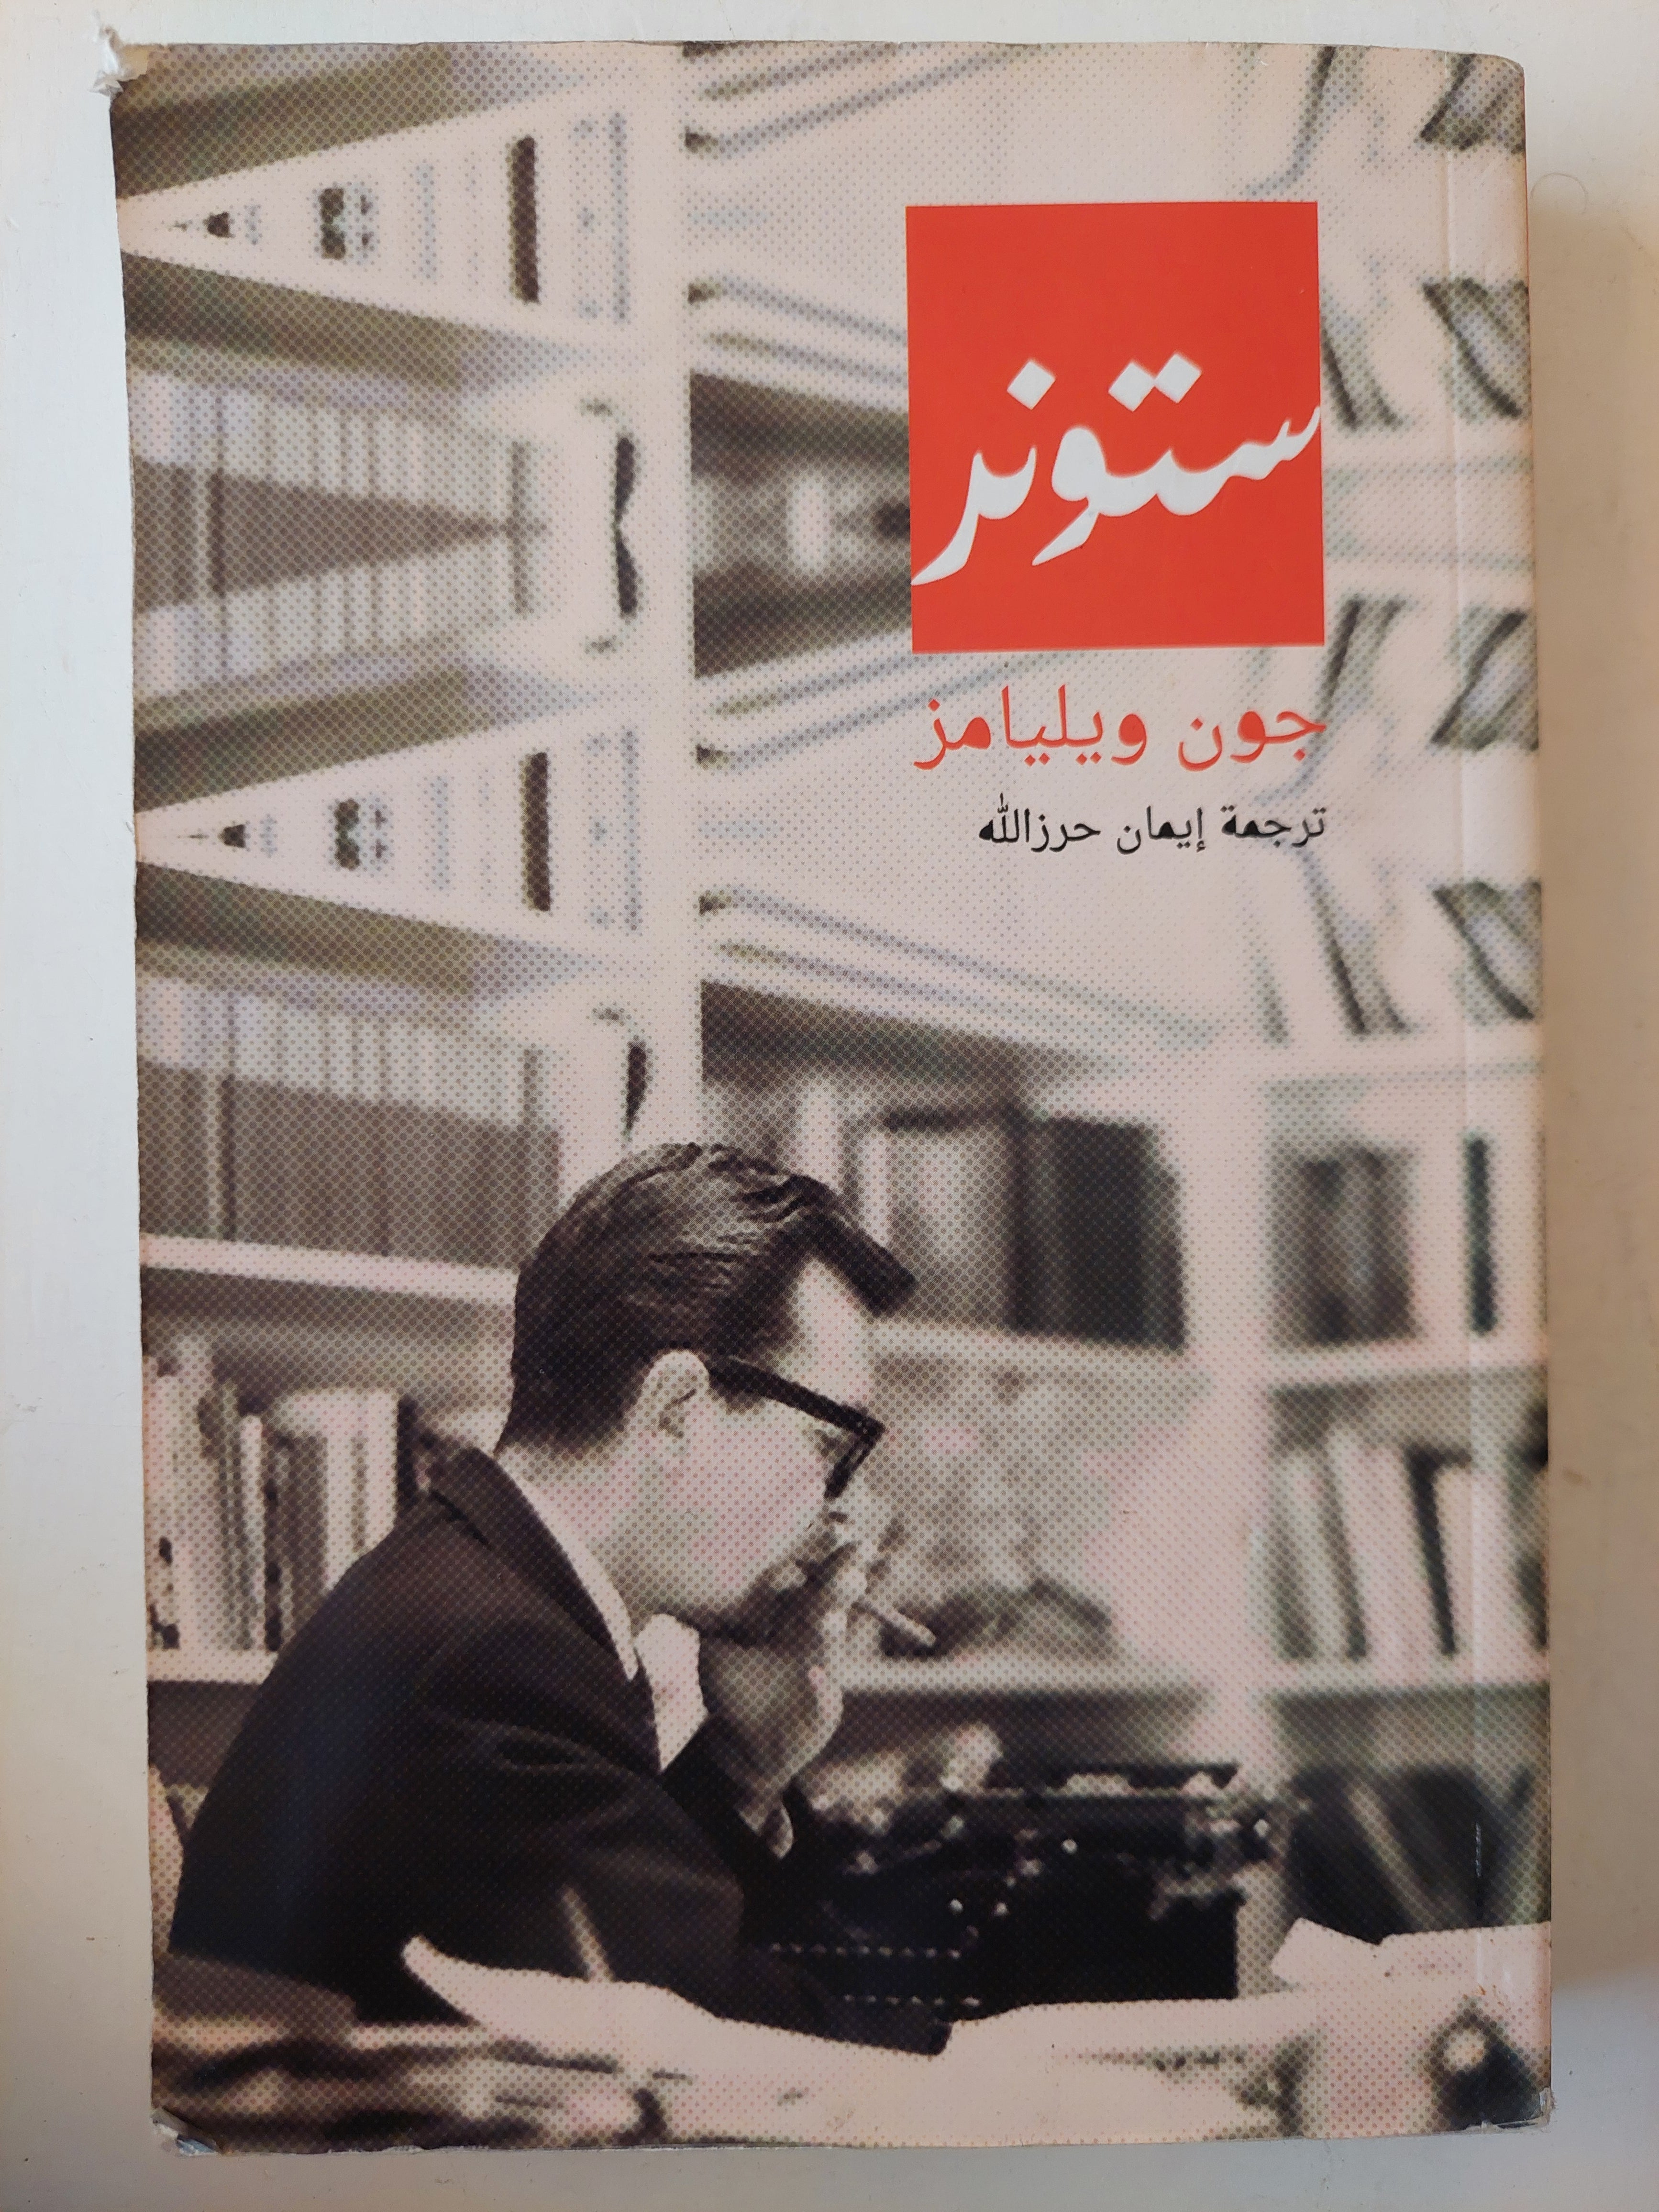 ستونر
جون ويليامز
ترجمة إيمان حرزالله